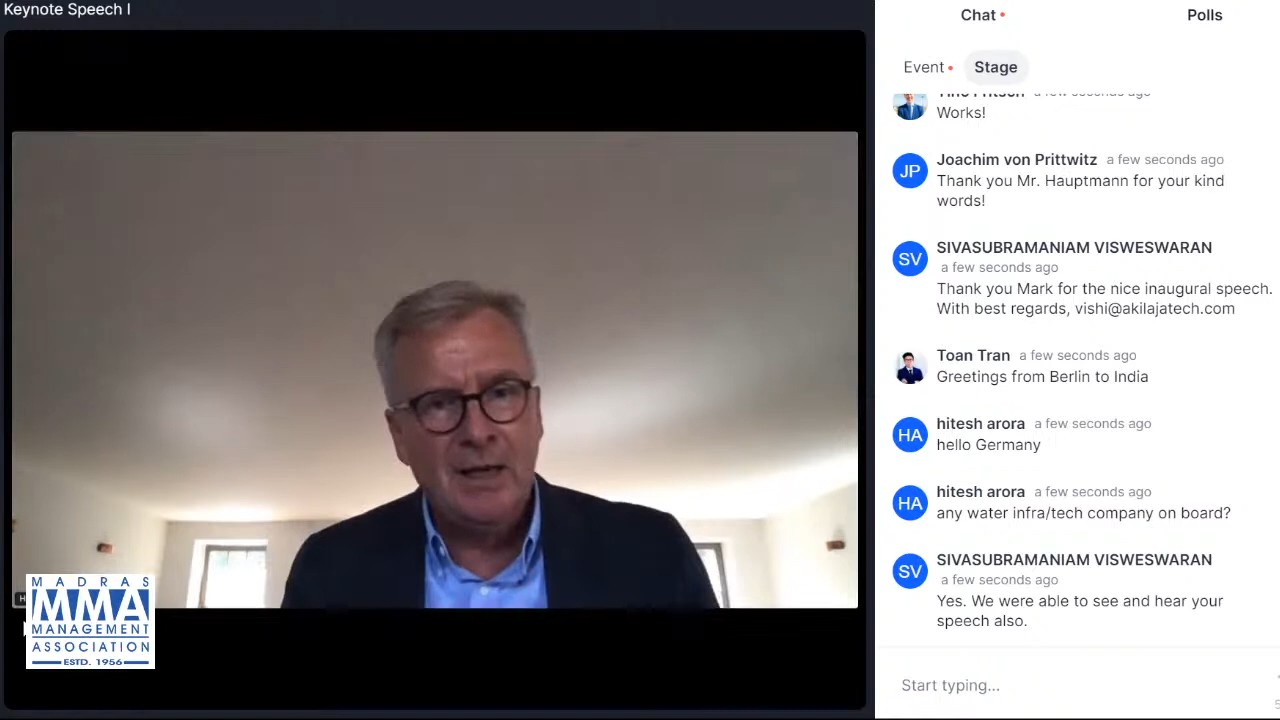 Keynote Speech I
MADRAS
MMA
MANAGEMENT
ASSOCIATION
ESTD. 1956
Chat
Polls
Event
Stage
a few seconds ago
Works!
JP
Joachim von Prittwitz a few seconds ago
Thank you Mr. Hauptmann for your kind
words!
SV
SIVASUBRAMANIAM VISWESWARAN
a few seconds ago
Thank you Mark for the nice inaugural speech.
With best regards, vishi@akilajatech.com
Toan Tran a few seconds ago
Greetings from Berlin to India
HA
hitesh arora a few seconds ago
hello Germany
HA
hitesh arora a few seconds ago
any water infra/tech company on board?
SV
SIVASUBRAMANIAM VISWESWARAN
a few seconds ago
Yes. We were able to see and hear your
speech also.
Start typing...